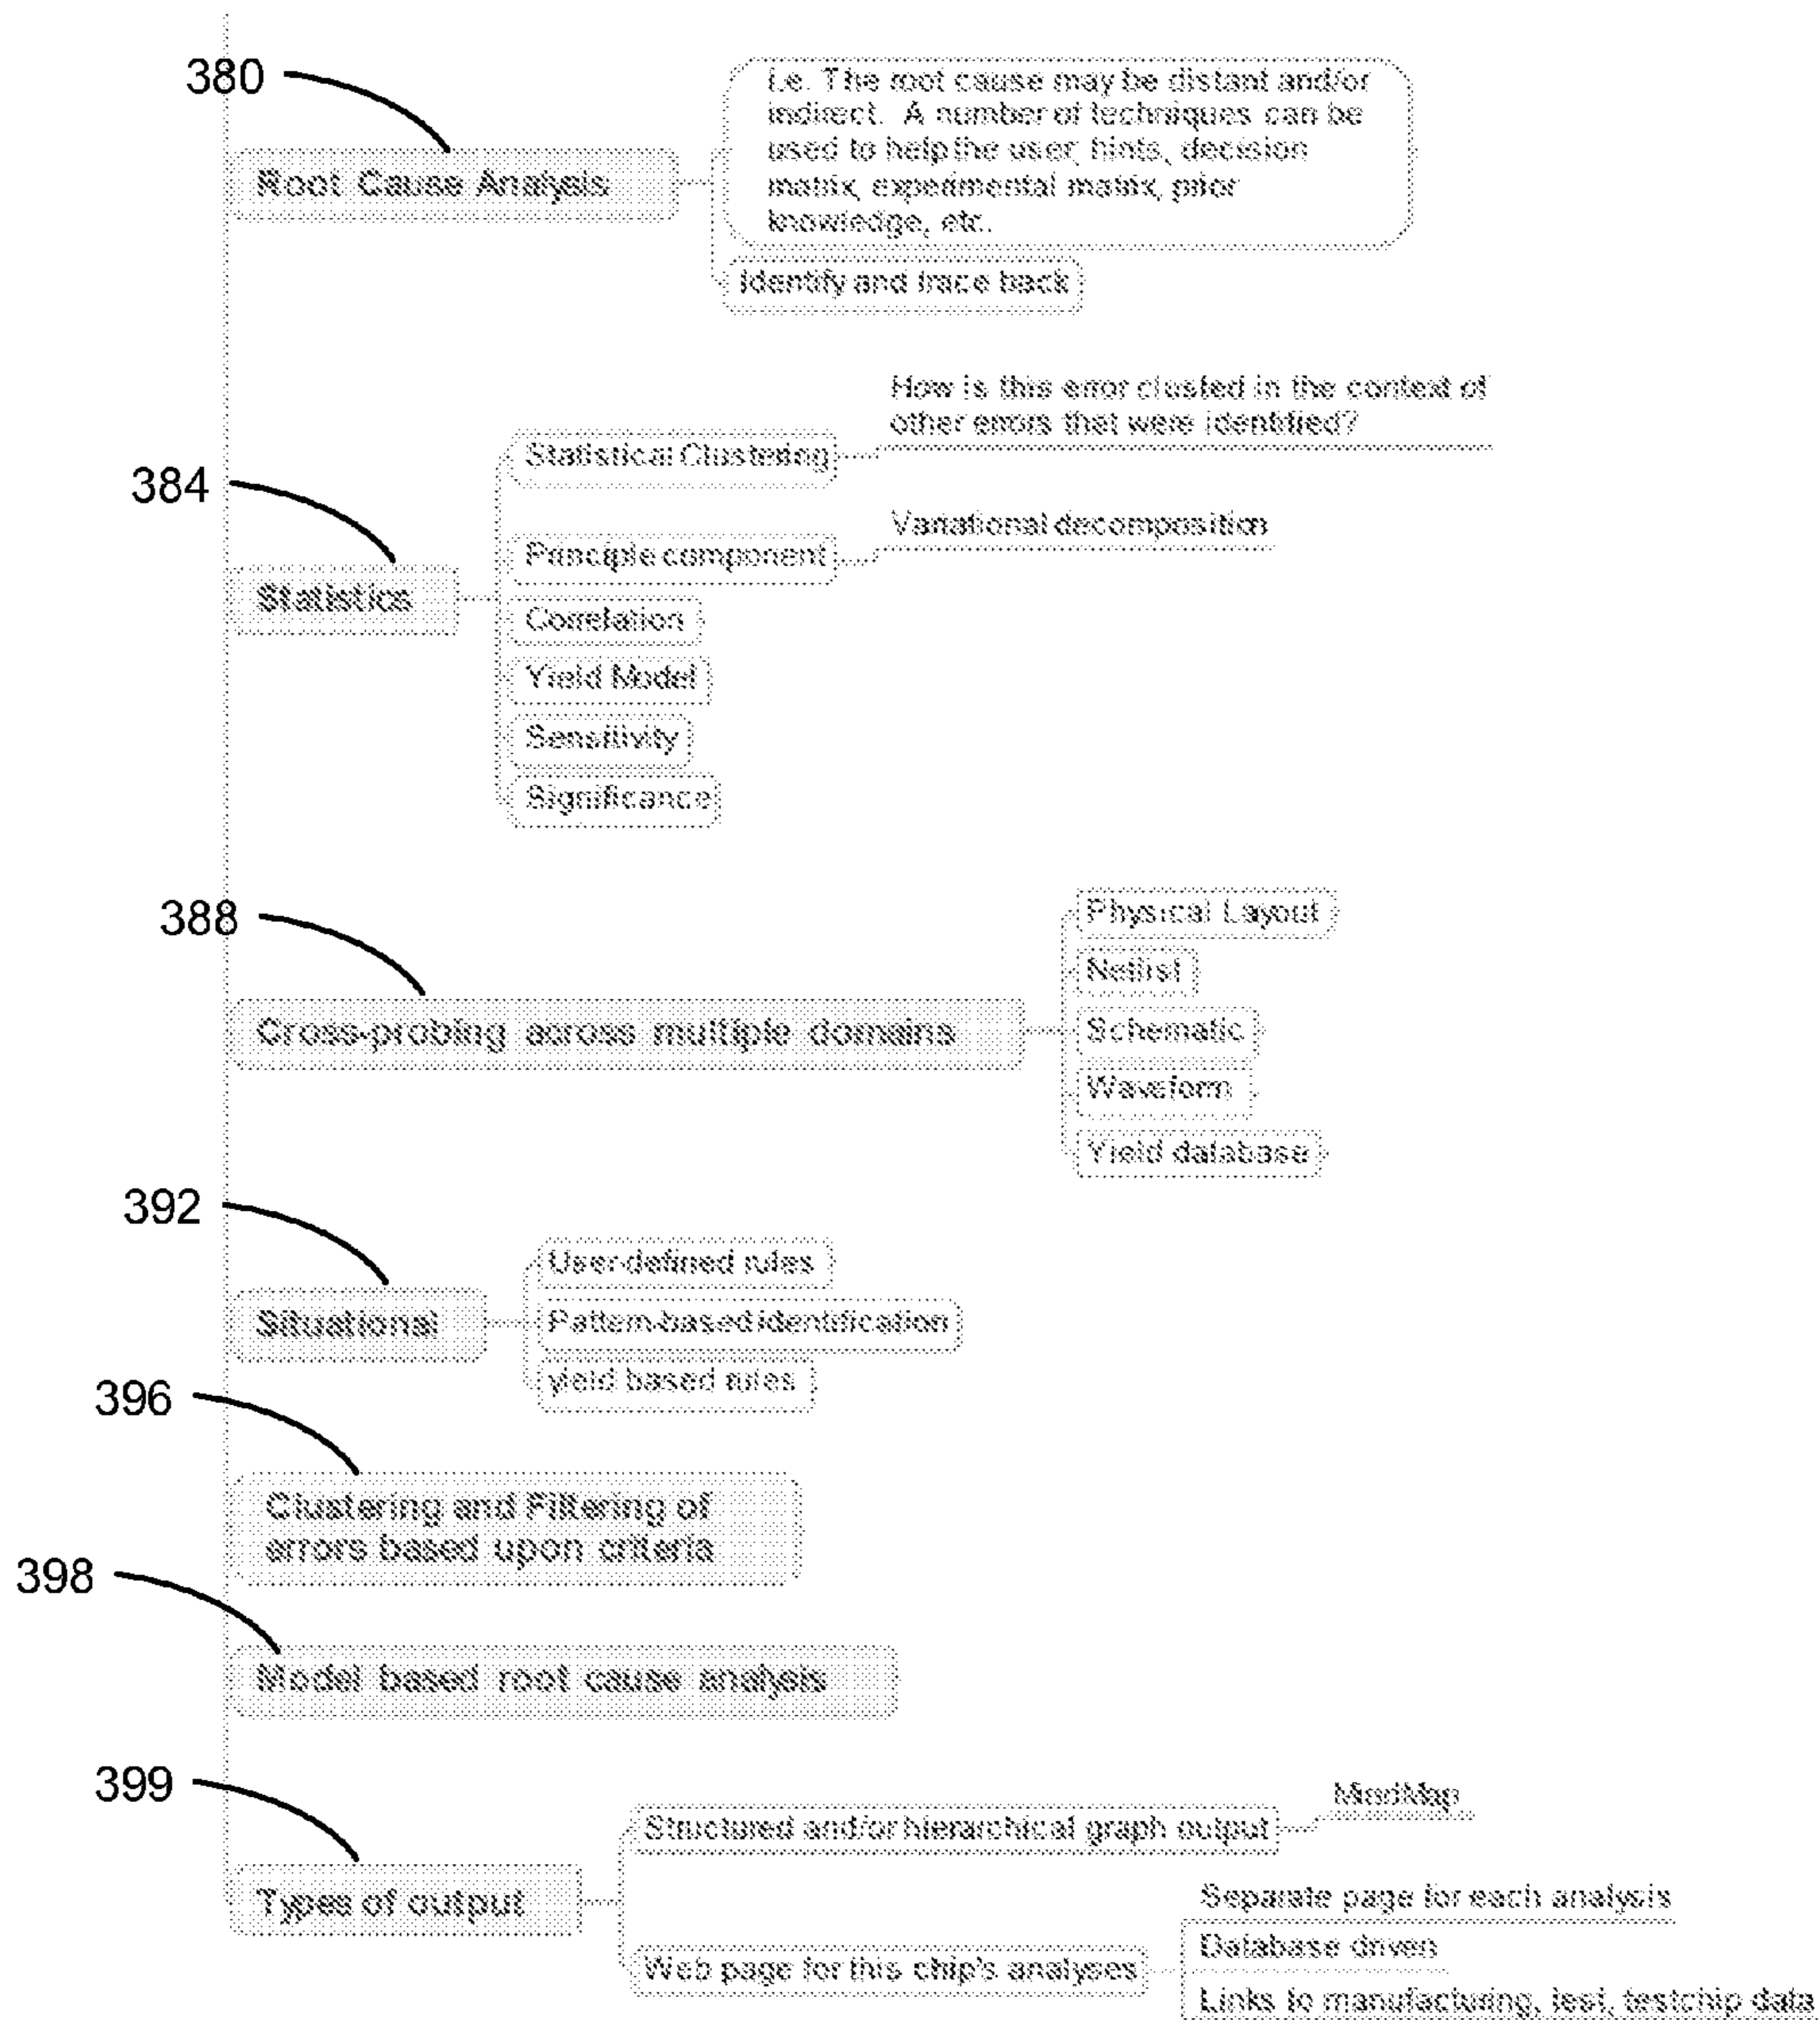 380
i.e. The root cause may be distant and/or
indirect. A number of techniques can be
used to help the user, hints, decision
matrix, experimental matrix, prior
knowledge, etc..
Root Cause Analysis
Identify and trace back
How is this error clusted in the context of
other errors that were identified?
Statistical Clustering
384
Variational decomposition
Principle component
Statistics
Correlation
Yield Model
Sensitivity
Significance
388
Physical Layout
Netlist
Cross-probing across multiple domains
Schematic
Waveform
Yield database
392
User-defined rules
Situational
Pattern-based identification
yield based rules
396
Clustering and Filtering of
errors based upon criteria
398
Model based root cause analysis
399
MindMap
Structured and/or hierarchical graph output
Types of output
Separate page for each analysis
Database driven
Web page for this chip's analyses
Links to manufacturing, test, testchip data